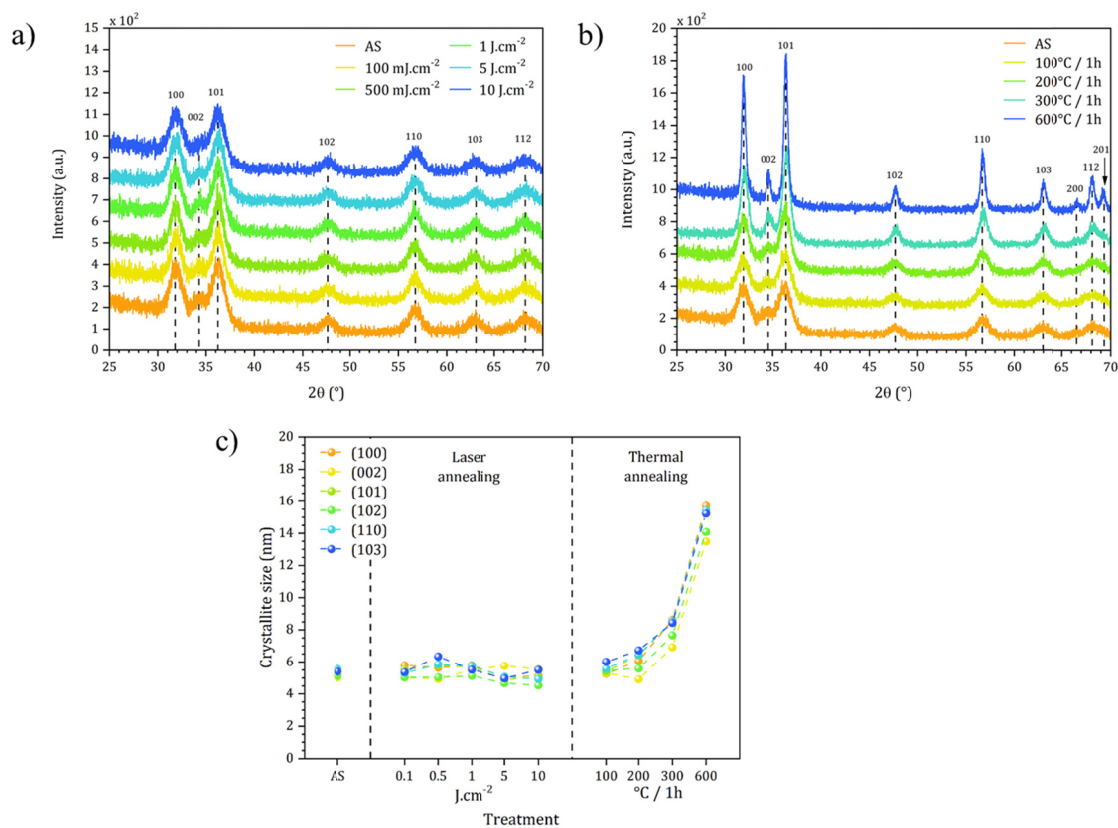 a)
x 10²
15
14
13
12
11
10
9
8
7
6
5
4
3
2
1
0
Intensity (a.u.)
AS
100 mJ.cm⁻²
500 mJ.cm⁻²
1 J.cm⁻²
5 J.cm⁻²
10 J.cm⁻²
100
002
101
102
110
103
112
25 30 35 40 45 50 55 60 65 70
2θ (°)
b)
x 10²
20
18
16
14
12
10
8
6
4
2
0
Intensity (a.u.)
AS
100°C / 1h
200°C / 1h
300°C / 1h
600°C / 1h
100
002
101
102
110
103
200
112
201
25 30 35 40 45 50 55 60 65 70
2θ (°)
c)
20
18
16
14
12
10
8
6
4
2
0
Crystallite size (nm)
(100)
(002)
(101)
(102)
(110)
(103)
Laser
annealing
Thermal
annealing
AS 0.1 0.5 1 5 10 100 200 300 600
J.cm⁻² °C / 1h
Treatment